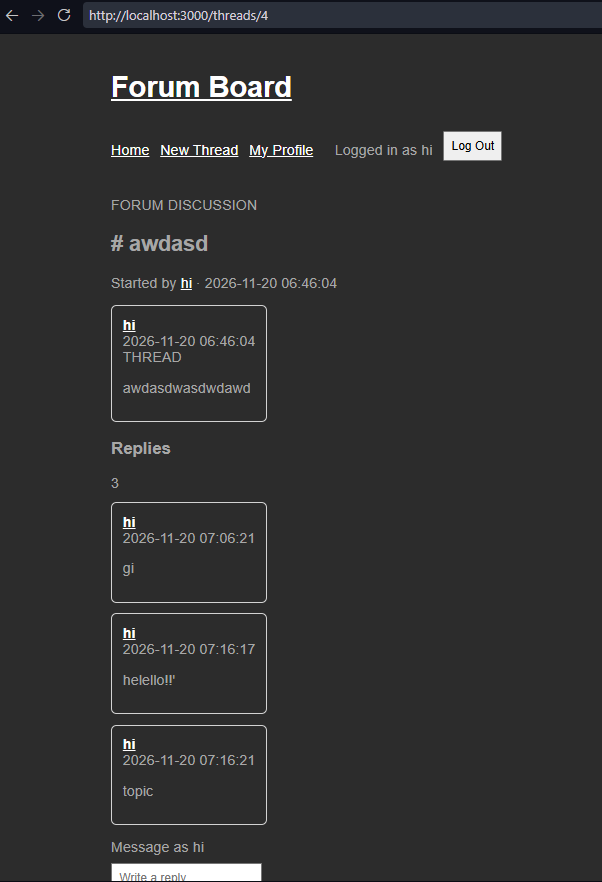 http://localhost:3000/threads/4
Forum Board
Home New Thread My Profile Logged in as hi Log Out
FORUM DISCUSSION
# awdasd
Started by hi · 2026-11-20 06:46:04
hi
2026-11-20 06:46:04
THREAD
awdasdwasdwdawd
Replies
3
hi
2026-11-20 07:06:21
gi
hi
2026-11-20 07:16:17
helello!!'
hi
2026-11-20 07:16:21
topic
Message as hi
Write a reply